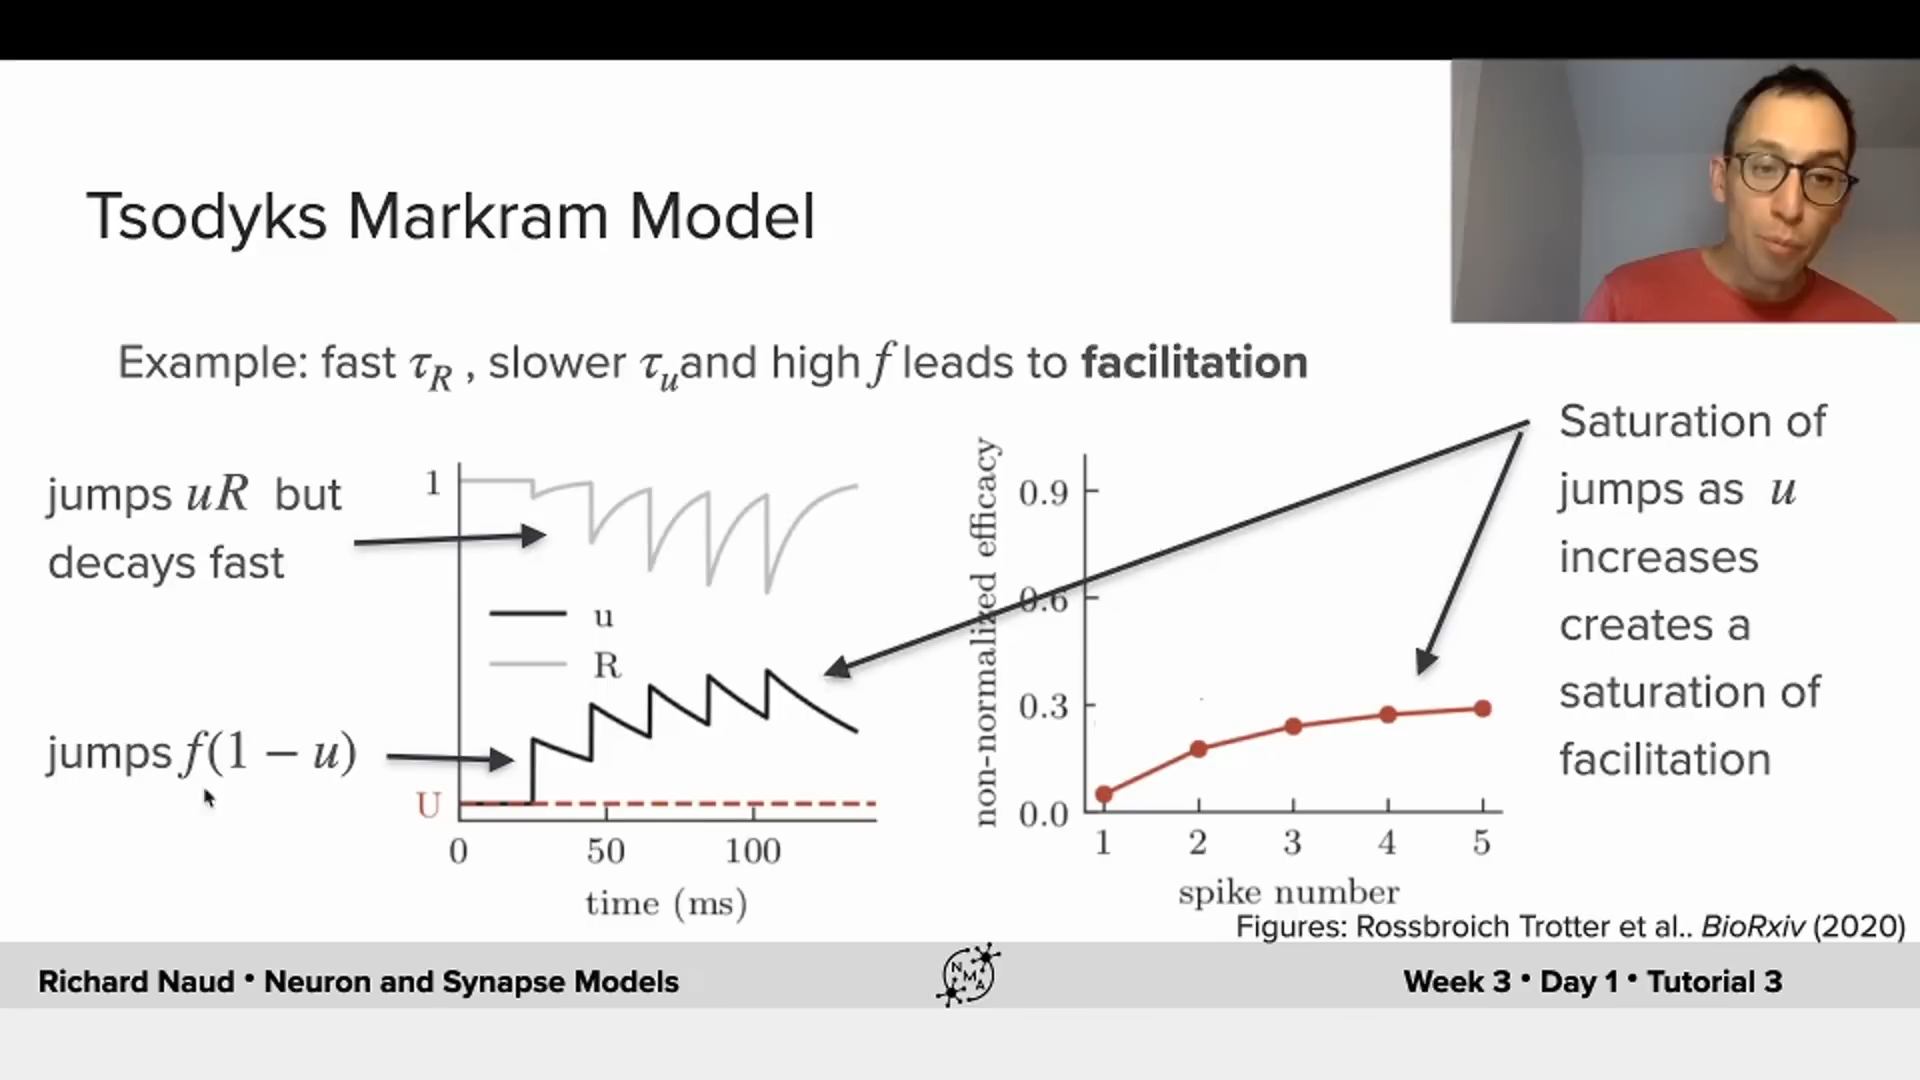 Tsodyks Markram Model
Example: fast τ_R , slower τ_u and high f leads to facilitation
jumps uR but
decays fast
jumps f(1 − u)
1
U
u
R
0
50
100
time (ms)
non-normalized efficacy
0.9
0.6
0.3
0.0
1
2
3
4
5
spike number
Saturation of
jumps as u
increases
creates a
saturation of
facilitation
Figures: Rossbroich Trotter et al.. BioRxiv (2020)
Richard Naud • Neuron and Synapse Models
NMA
Week 3 • Day 1 • Tutorial 3